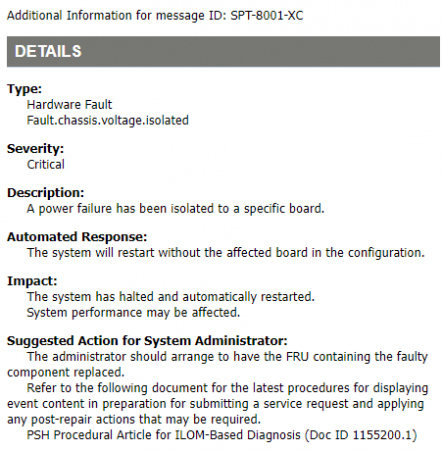 Additional Information for message ID: SPT-8001-XC
DETAILS
Type:
Hardware Fault
Fault.chassis.voltage.isolated
Severity:
Critical
Description:
A power failure has been isolated to a specific board.
Automated Response:
The system will restart without the affected board in the configuration.
Impact:
The system has halted and automatically restarted.
System performance may be affected.
Suggested Action for System Administrator:
The administrator should arrange to have the FRU containing the faulty
component replaced.
Refer to the following document for the latest procedures for displaying
event content in preparation for submitting a service request and applying
any post-repair actions that may be required.
PSH Procedural Article for ILOM-Based Diagnosis (Doc ID 1155200.1)